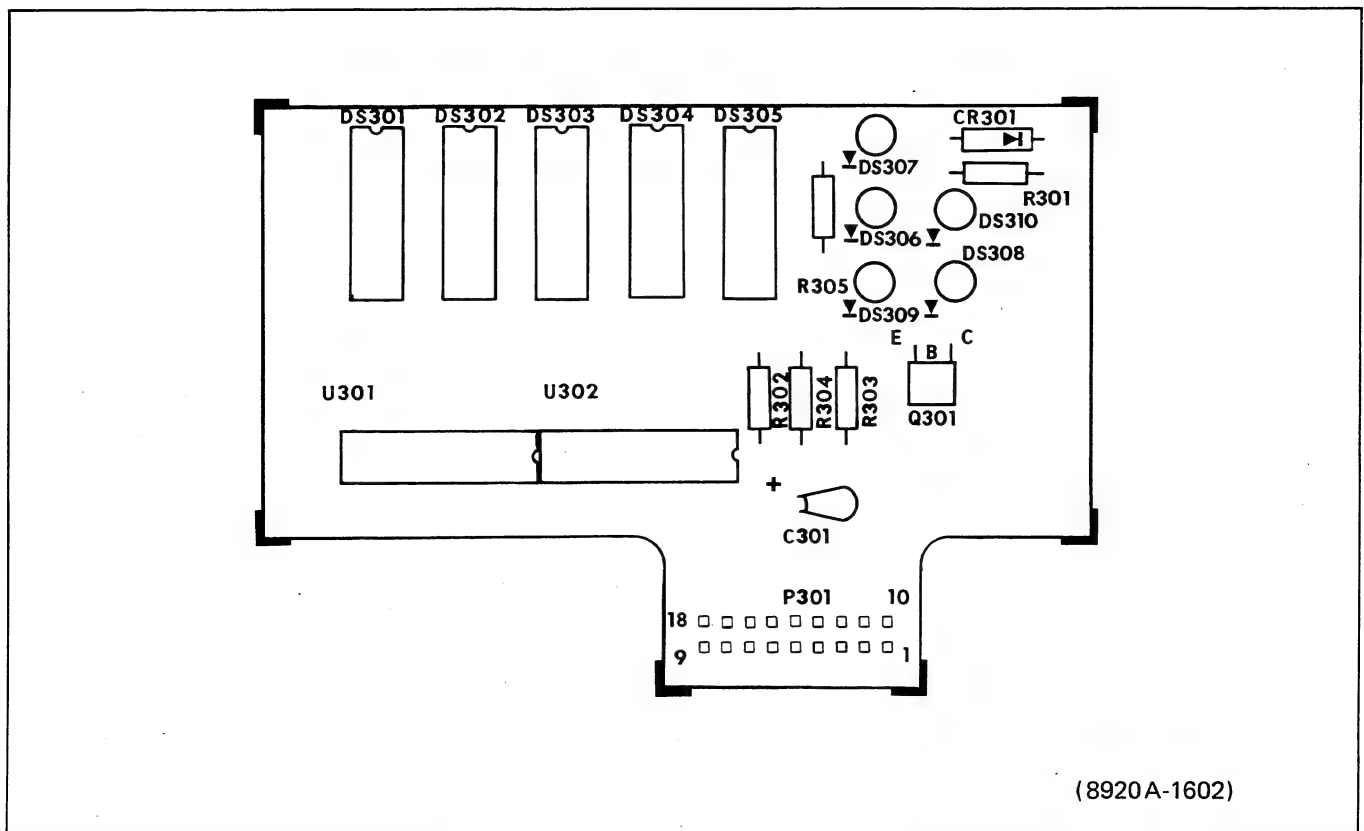 DS301 DS302 DS303 DS304 DS305 CR301
DS307
R301
DS306 DS310
DS308
R305
DS309
E B C
U301 U302
R302 R304 R303
Q301
+
C301
P301 10
18
9 1
(8920A-1602)